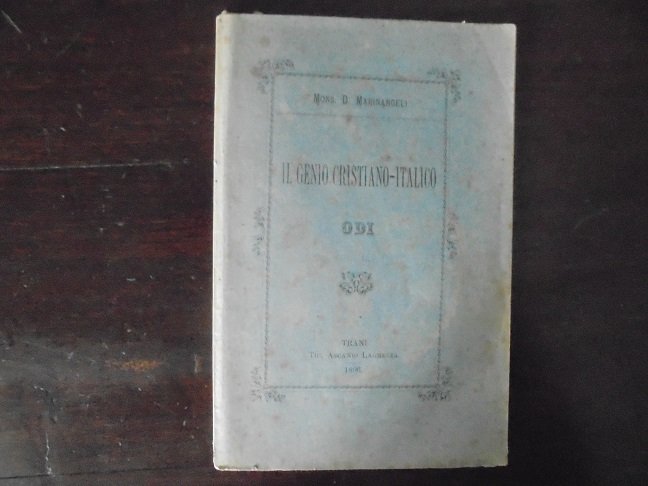 Mons. D. Marinangeli
IL GENIO CRISTIANO-ITALICO
ODI
TRANI
Tip. Ascanio